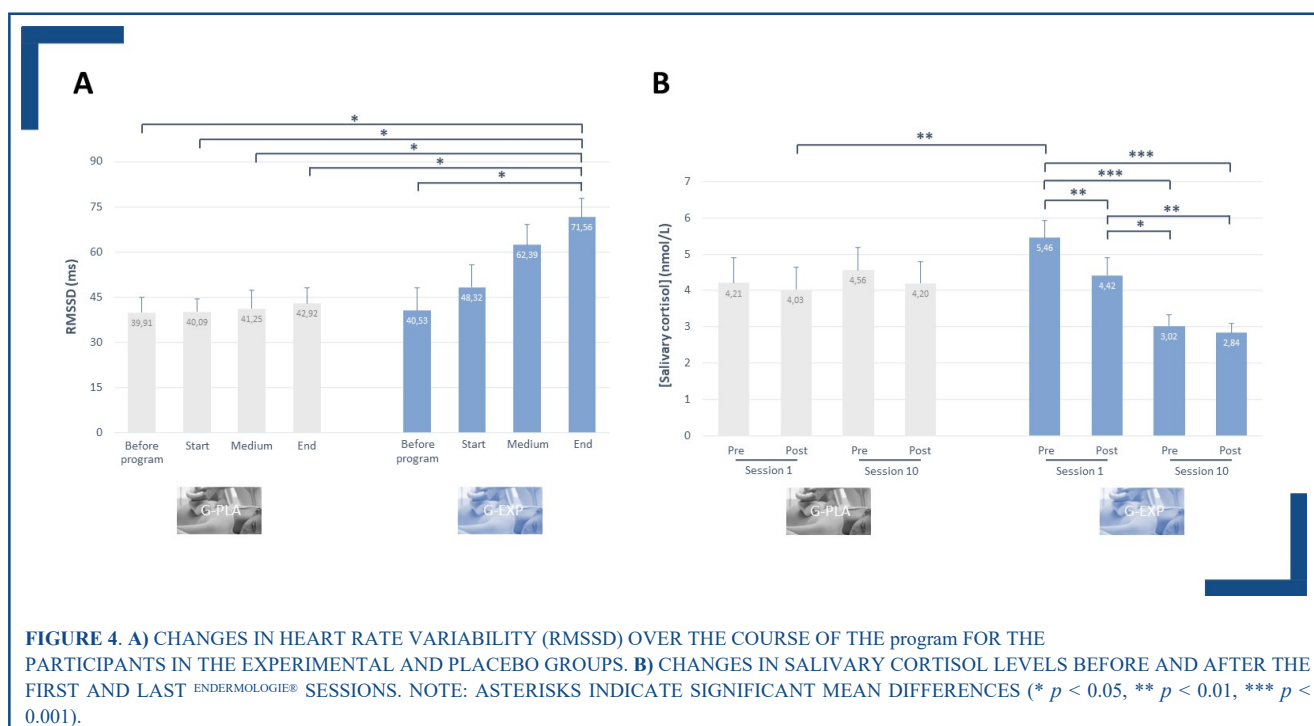 A
B
*
*
*
*
*
**
***
***
**
**
*
RMSSD (ms)
90
75
60
45
30
15
0
39,91
40,09
41,25
42,92
40,53
48,32
62,39
71,56
Before program
Start
Medium
End
Before program
Start
Medium
End
G-PLA
G-EXP
[Salivary cortisol] (nmol/L)
7
6
5
4
3
2
1
0
4,21
4,03
4,56
4,20
5,46
4,42
3,02
2,84
Pre
Post
Pre
Post
Pre
Post
Pre
Post
Session 1
Session 10
Session 1
Session 10
G-PLA
G-EXP
FIGURE 4. A) CHANGES IN HEART RATE VARIABILITY (RMSSD) OVER THE COURSE OF THE program FOR THE
PARTICIPANTS IN THE EXPERIMENTAL AND PLACEBO GROUPS. B) CHANGES IN SALIVARY CORTISOL LEVELS BEFORE AND AFTER THE
FIRST AND LAST ENDERMOLOGIE® SESSIONS. NOTE: ASTERISKS INDICATE SIGNIFICANT MEAN DIFFERENCES (* p < 0.05, ** p < 0.01, *** p <
0.001).